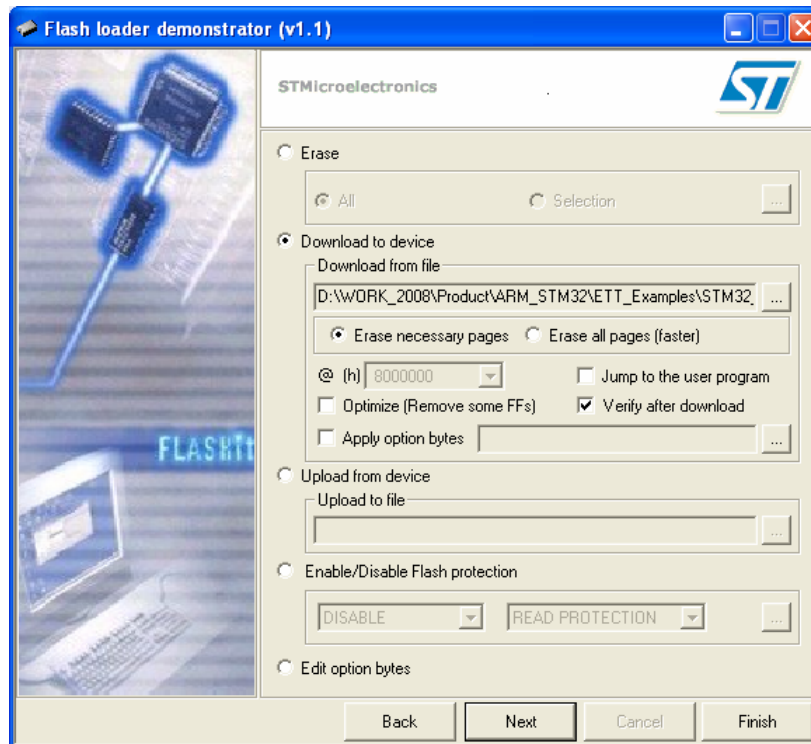 Flash loader demonstrator (v1.1)
STMicroelectronics
ST
Erase
All Selection ...
Download to device
Download from file
D:\WORK_2008\Product\ARM_STM32\ETT_Examples\STM32_ ...
Erase necessary pages Erase all pages (faster)
@ (h) 8000000 Jump to the user program
Optimize (Remove some FFs) Verify after download
Apply option bytes ...
FLASHit
Upload from device
Upload to file
...
Enable/Disable Flash protection
DISABLE READ PROTECTION ...
Edit option bytes
Back Next Cancel Finish